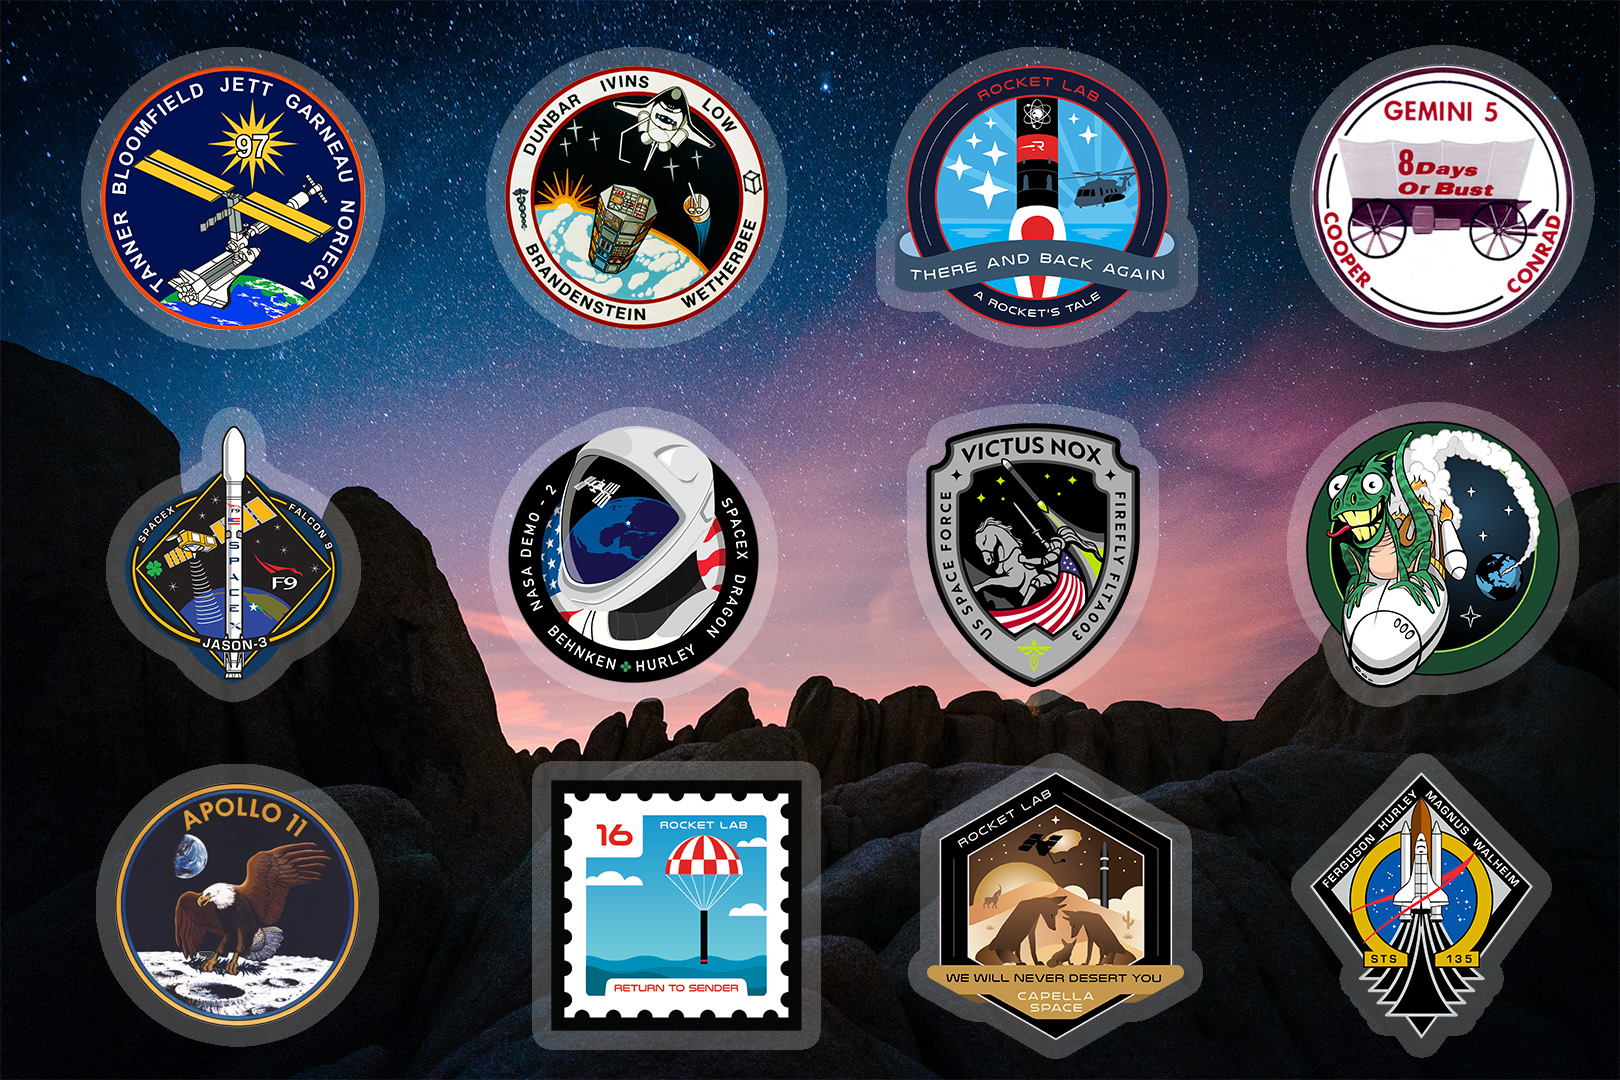 TANNER BLOOMFIELD JETT GARNEAU NORIEGA
97
DUNBAR IVINS LOW
WETHERBEE
BRANDENSTEIN
ROCKET LAB
R
THERE AND BACK AGAIN
A ROCKET'S TALE
GEMINI 5
8 Days
Or Bust
COOPER
CONRAD
SPACEX
FALCON 9
F9
SPACEX
F9
JASON-3
NASA DEMO - 2
SPACEX DRAGON
BEHNKEN HURLEY
VICTUS NOX
US SPACE FORCE
FIREFLY FLTA003
APOLLO 11
16
ROCKET LAB
RETURN TO SENDER
ROCKET LAB
WE WILL NEVER DESERT YOU
CAPELLA
SPACE
FERGUSON HURLEY MAGNUS WALHEIM
STS 135